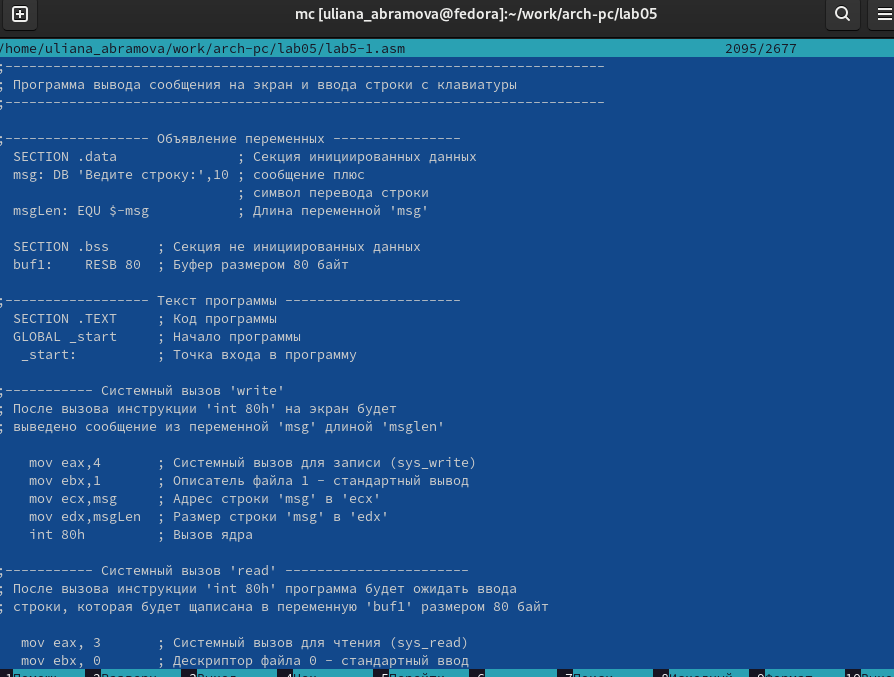 mc [uliana_abramova@fedora]:~/work/arch-pc/lab05
/home/uliana_abramova/work/arch-pc/lab05/lab5-1.asm 2095/2677
;---------------------------------------------------------------------------
; Программа вывода сообщения на экран и ввода строки с клавиатуры
;---------------------------------------------------------------------------
;------------------ Объявление переменных ----------------
SECTION .data ; Секция инициированных данных
msg: DB 'Ведите строку:',10 ; сообщение плюс
; символ перевода строки
msgLen: EQU $-msg ; Длина переменной 'msg'
SECTION .bss ; Секция не инициированных данных
buf1: RESB 80 ; Буфер размером 80 байт
;------------------ Текст программы ----------------------
SECTION .TEXT ; Код программы
GLOBAL _start ; Начало программы
_start: ; Точка входа в программу
;----------- Системный вызов 'write'
; После вызова инструкции 'int 80h' на экран будет
; выведено сообщение из переменной 'msg' длиной 'msglen'
mov eax,4 ; Системный вызов для записи (sys_write)
mov ebx,1 ; Описатель файла 1 - стандартный вывод
mov ecx,msg ; Адрес строки 'msg' в 'ecx'
mov edx,msgLen ; Размер строки 'msg' в 'edx'
int 80h ; Вызов ядра
;----------- Системный вызов 'read' -----------------------
; После вызова инструкции 'int 80h' программа будет ожидать ввода
; строки, которая будет щаписана в переменную 'buf1' размером 80 байт
mov eax, 3 ; Системный вызов для чтения (sys_read)
mov ebx, 0 ; Дескриптор файла 0 - стандартный ввод